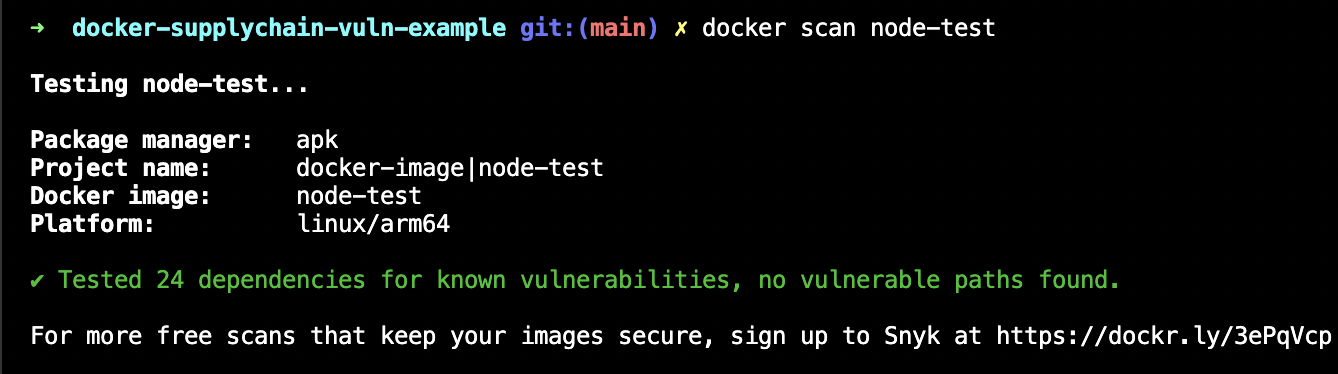 ➜ docker-supplychain-vuln-example git:(main) ✗ docker scan node-test
Testing node-test...
Package manager: apk
Project name: docker-image|node-test
Docker image: node-test
Platform: linux/arm64
✔ Tested 24 dependencies for known vulnerabilities, no vulnerable paths found.
For more free scans that keep your images secure, sign up to Snyk at https://dockr.ly/3ePqVcp